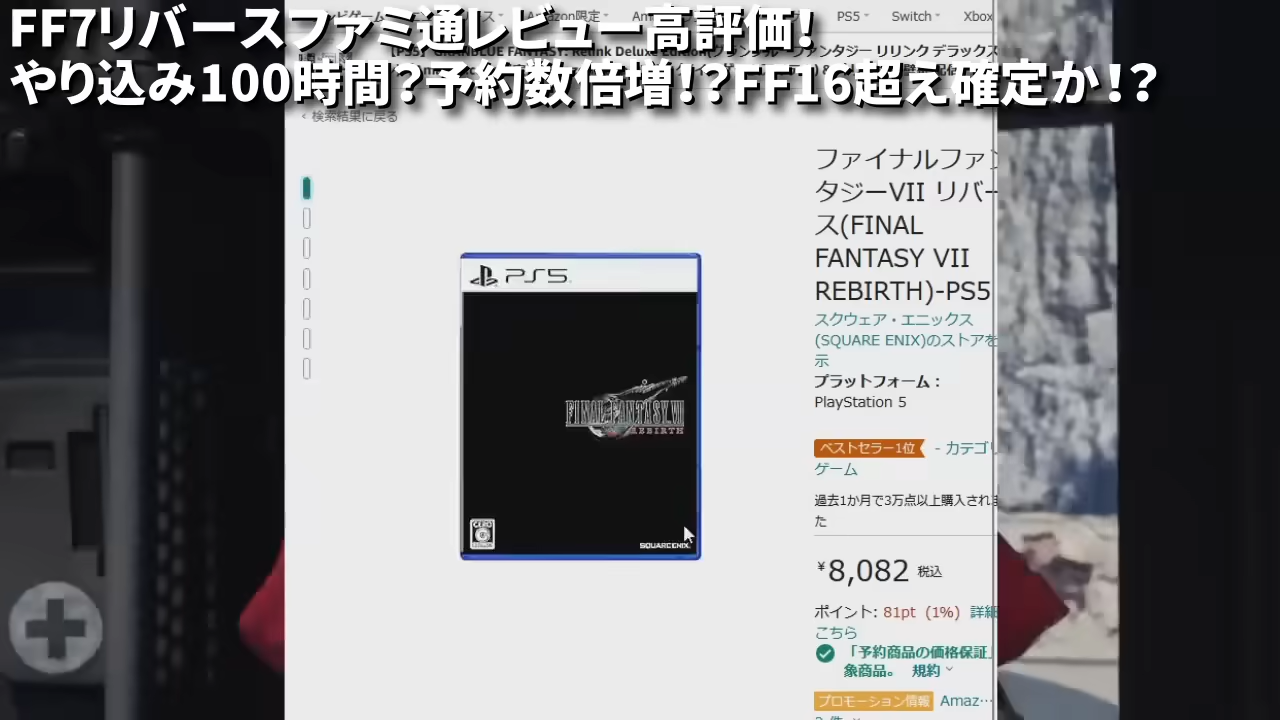 FF7リバースファミ通レビュー高評価!
やり込み100時間?予約数倍増!?FF16超え確定か!?
PS5
Switch
Xbox
‹ 検索結果に戻る
ファイナルファン
タジーVII リバー
ス(FINAL
FANTASY VII
REBIRTH)-PS5
スクウェア・エニックス
(SQUARE ENIX)のストアを
示
プラットフォーム：
PlayStation 5
ベストセラー1位 - カテゴリ
ゲーム
過去1か月で3万点以上購入されま
た
¥8,082 税込
ポイント: 81pt (1%) 詳細
こちら
「予約商品の価格保証」
象商品。 規約
プロモーション情報 Amaz…
PS5
FINAL FANTASY VII
REBIRTH
CERO
SQUARE ENIX